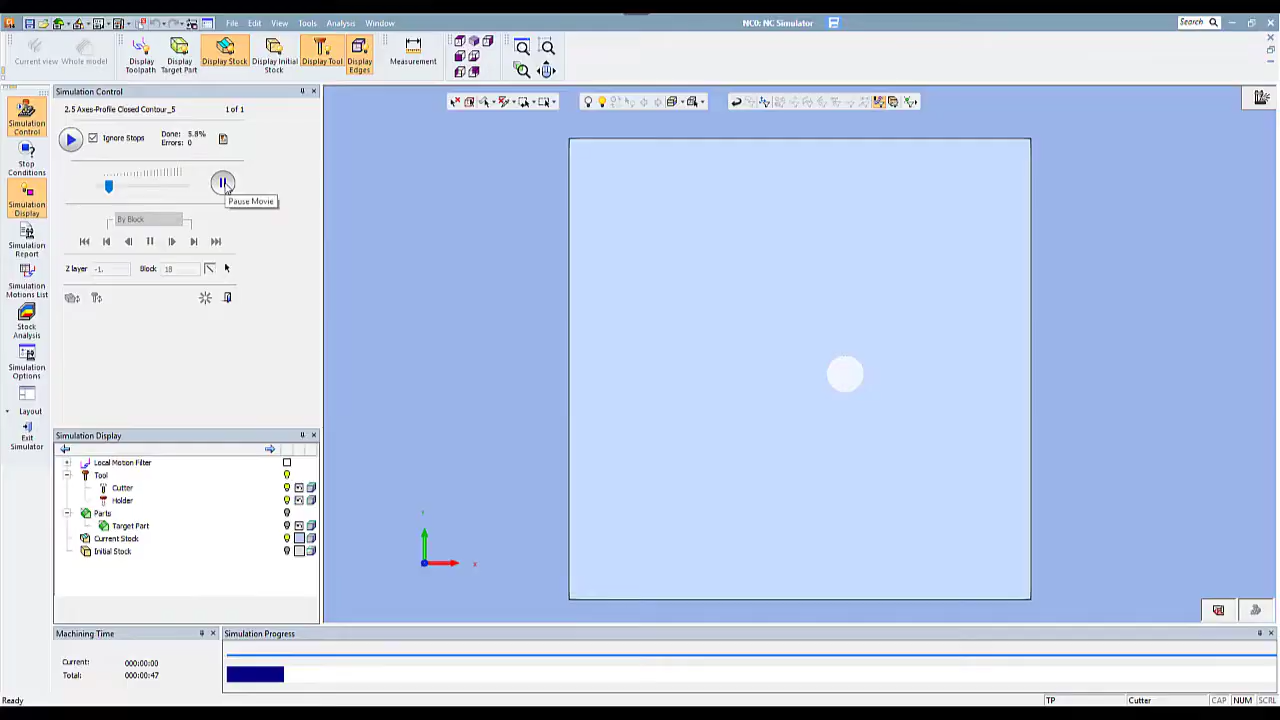 File Edit View Tools Analysis Window
NC0: NC Simulator
Search
Current view
Whole model
Display Toolpath
Display Target Part
Display Stock
Display Initial Stock
Display Tool
Display Edges
Measurement
Simulation Control
Stop Conditions
Simulation Display
Simulation Report
Simulation Motions List
Stock Analysis
Simulation Options
Layout
Exit Simulator
Simulation Control
2.5 Axes-Profile Closed Contour_5 1 of 1
Ignore Stops
Done: 5.8%
Errors: 0
Pause Movie
By Block
Z layer -1. Block 18
Simulation Display
Local Motion Filter
Tool
Cutter
Holder
Parts
Target Part
Current Stock
Initial Stock
Y
X
Machining Time
Current: 000:00:00
Total: 000:00:47
Simulation Progress
Ready
TP
Cutter
CAP NUM SCRL